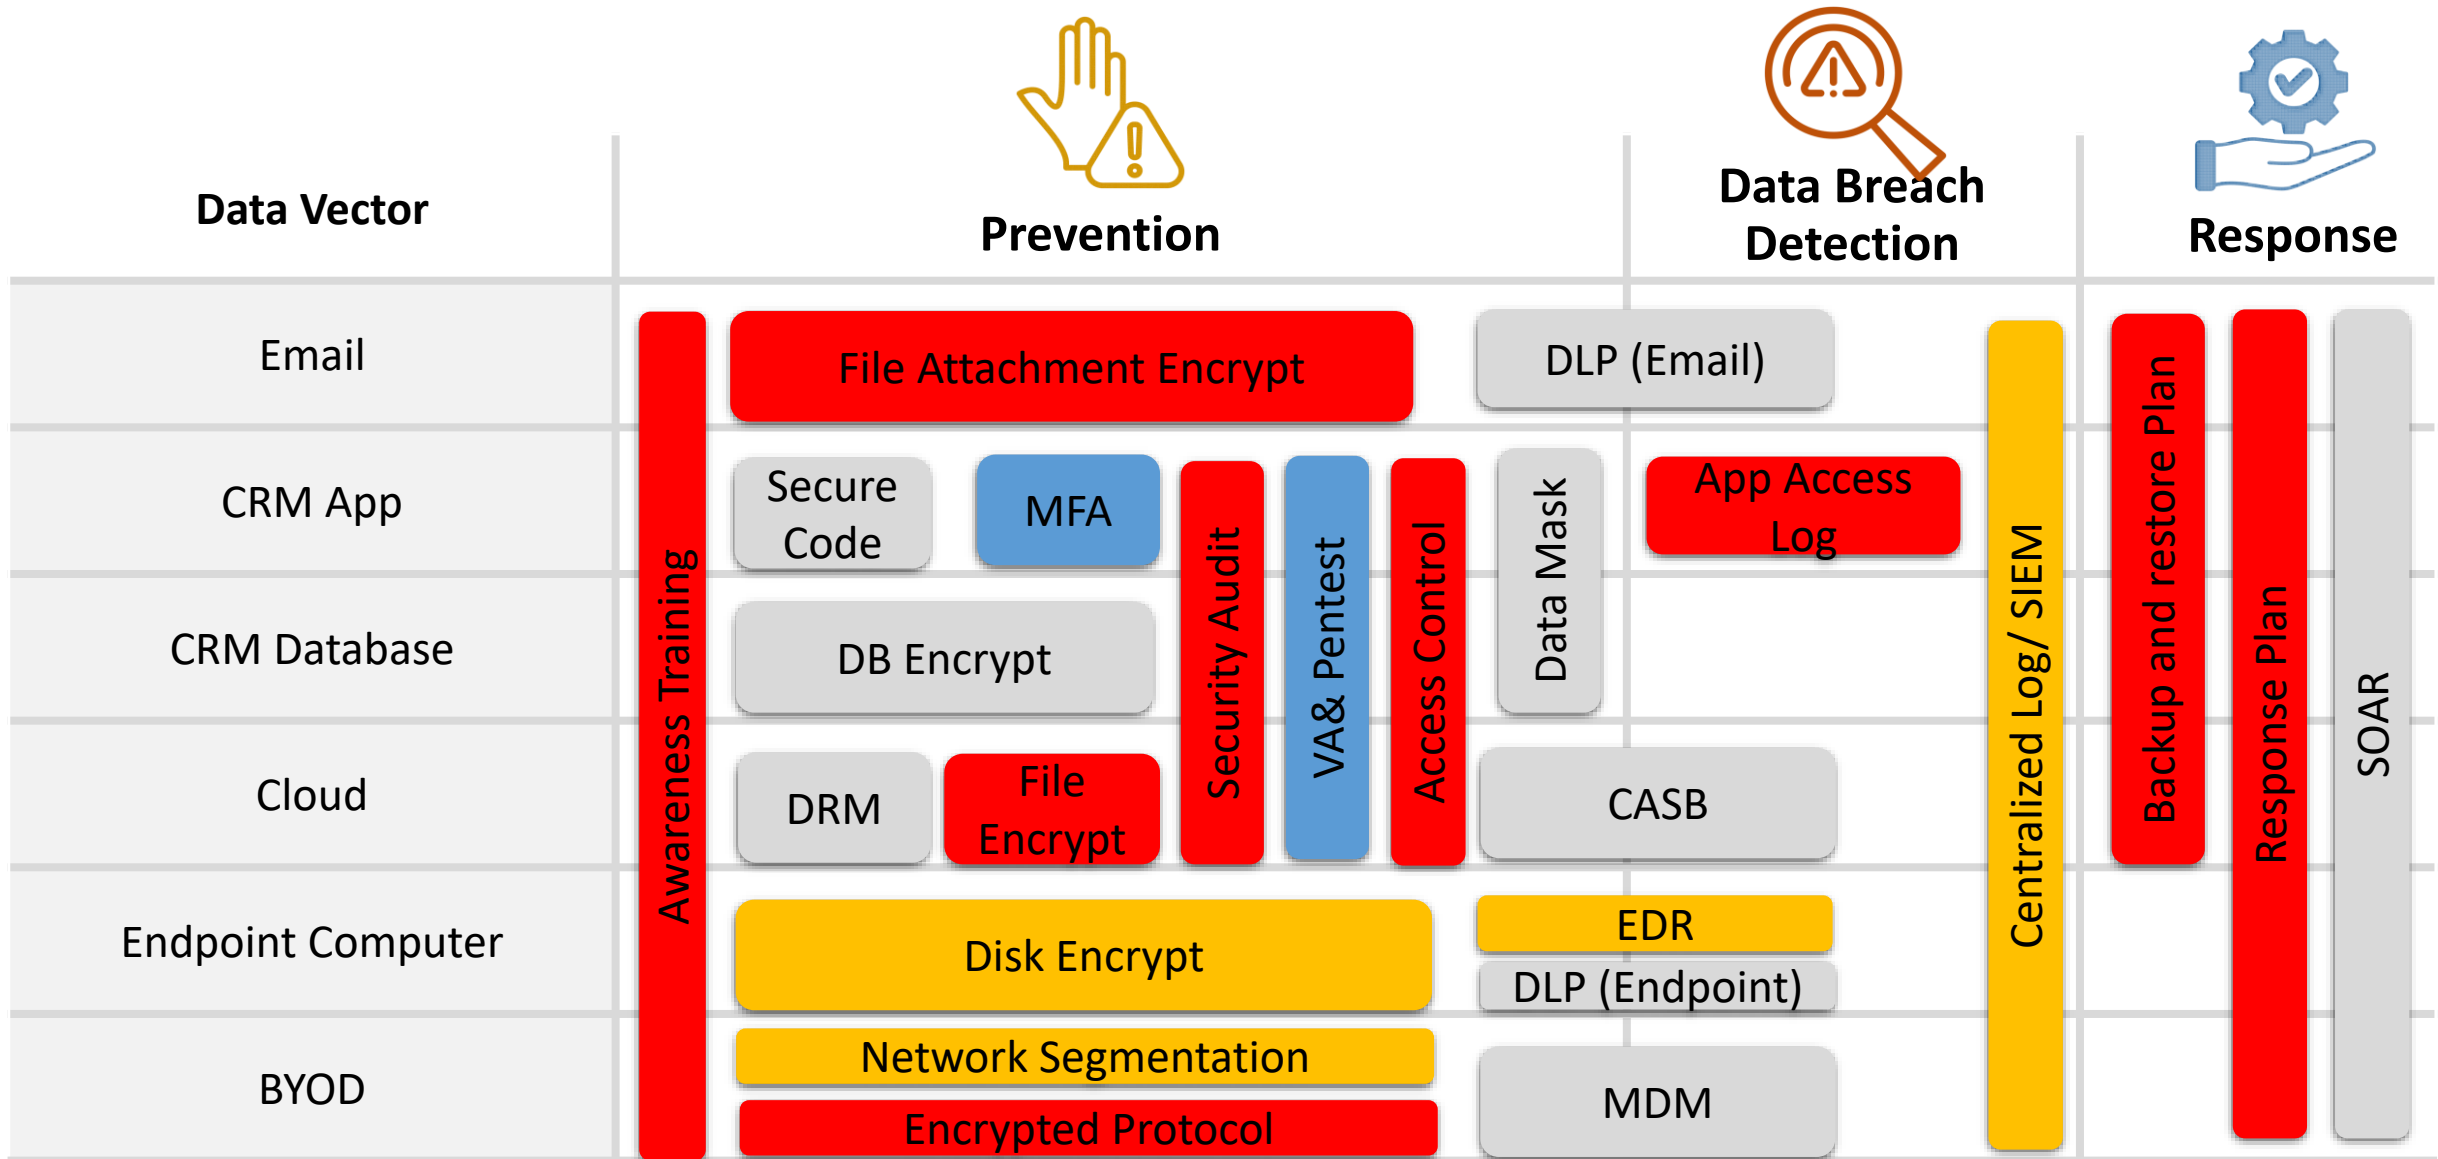 Data Vector
Prevention
Data Breach
Detection
Response
Email
File Attachment Encrypt
DLP (Email)
CRM App
Secure
Code
MFA
App Access
Log
CRM Database
DB Encrypt
Cloud
DRM
File
Encrypt
CASB
Endpoint Computer
Disk Encrypt
EDR
DLP (Endpoint)
BYOD
Network Segmentation
Encrypted Protocol
MDM
Awareness Training
Security Audit
VA& Pentest
Access Control
Data Mask
Centralized Log/ SIEM
Backup and restore Plan
Response Plan
SOAR